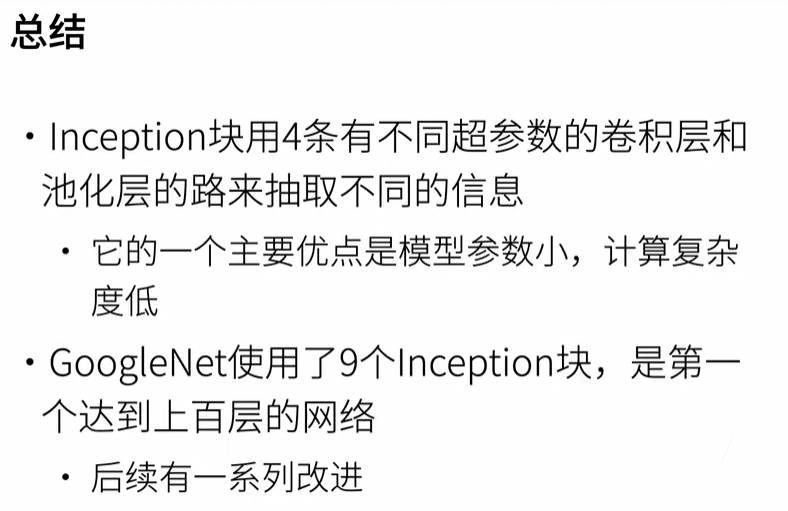 总结
• Inception块用4条有不同超参数的卷积层和
池化层的路来抽取不同的信息
• 它的一个主要优点是模型参数小，计算复杂
度低
• GoogleNet使用了9个Inception块，是第一
个达到上百层的网络
• 后续有一系列改进